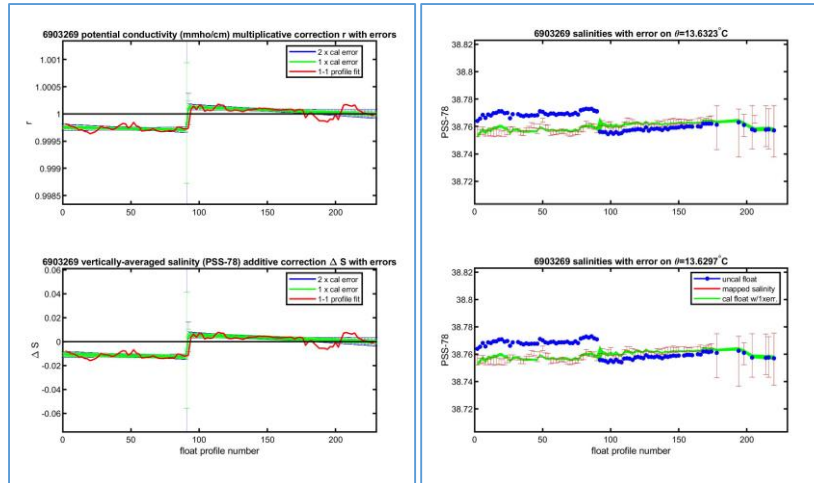 6903269 potential conductivity (mmho/cm) multiplicative correction r with errors
1.001
1.0005
1
0.9995
0.999
0.9985
r
2 x cal error
1 x cal error
1-1 profile fit
0 50 100 150 200
6903269 vertically-averaged salinity (PSS-78) additive correction Δ S with errors
0.06
0.04
0.02
0
-0.02
-0.04
-0.06
Δ S
2 x cal error
1 x cal error
1-1 profile fit
0 50 100 150 200
float profile number
6903269 salinities with error on θ=13.6323°C
38.82
38.8
38.78
38.76
38.74
38.72
38.7
PSS-78
0 50 100 150 200
6903269 salinities with error on θ=13.6297°C
38.82
38.8
38.78
38.76
38.74
38.72
38.7
PSS-78
uncal float
mapped salinity
cal float w/1xerr.
0 50 100 150 200
float profile number